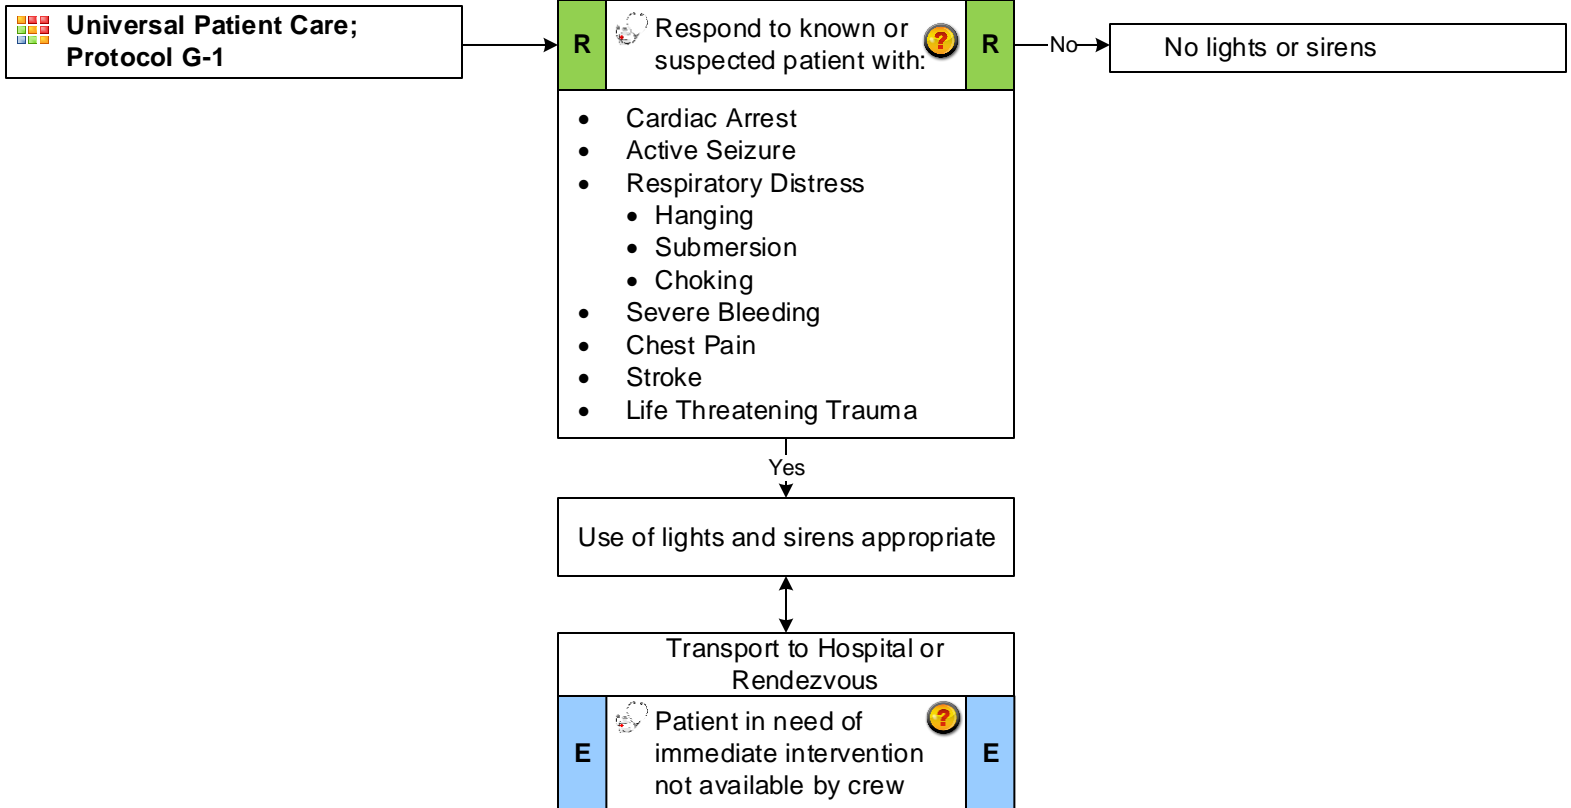 Universal Patient Care;
Protocol G-1
R
Respond to known or
suspected patient with:
?
R
No
No lights or sirens
• Cardiac Arrest
• Active Seizure
• Respiratory Distress
• Hanging
• Submersion
• Choking
• Severe Bleeding
• Chest Pain
• Stroke
• Life Threatening Trauma
Yes
Use of lights and sirens appropriate
Transport to Hospital or
Rendezvous
E
Patient in need of
immediate intervention
not available by crew
?
E